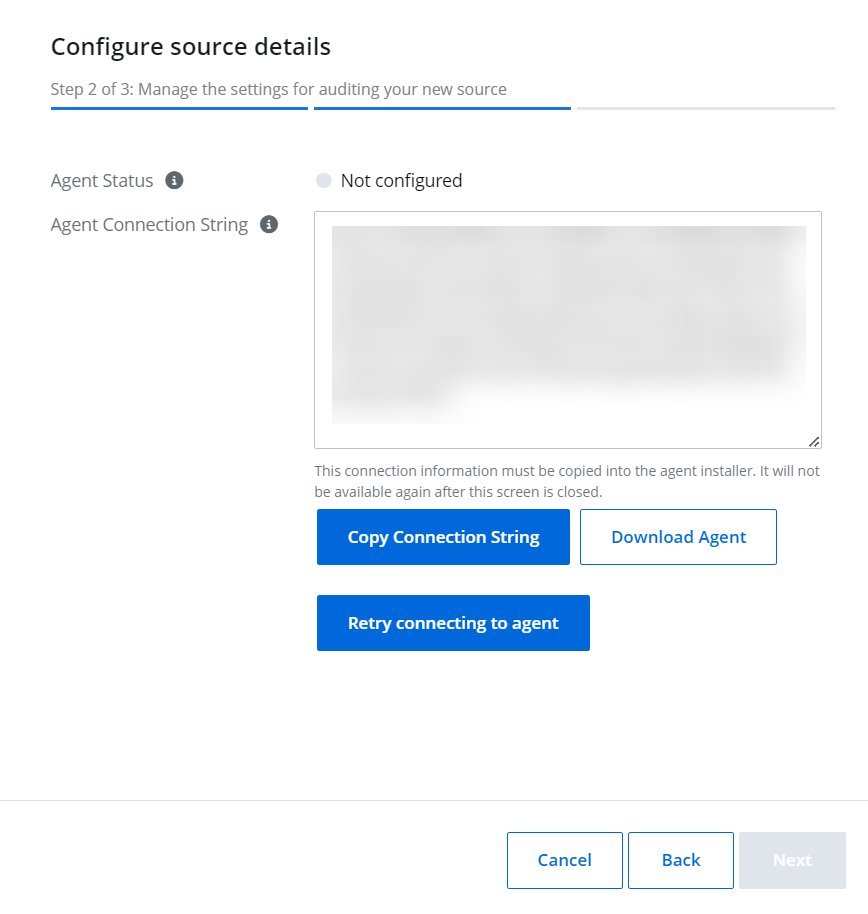 Configure source details
Step 2 of 3: Manage the settings for auditing your new source
Agent Status
Not configured
Agent Connection String
This connection information must be copied into the agent installer. It will not
be available again after this screen is closed.
Copy Connection String
Download Agent
Retry connecting to agent
Cancel
Back
Next